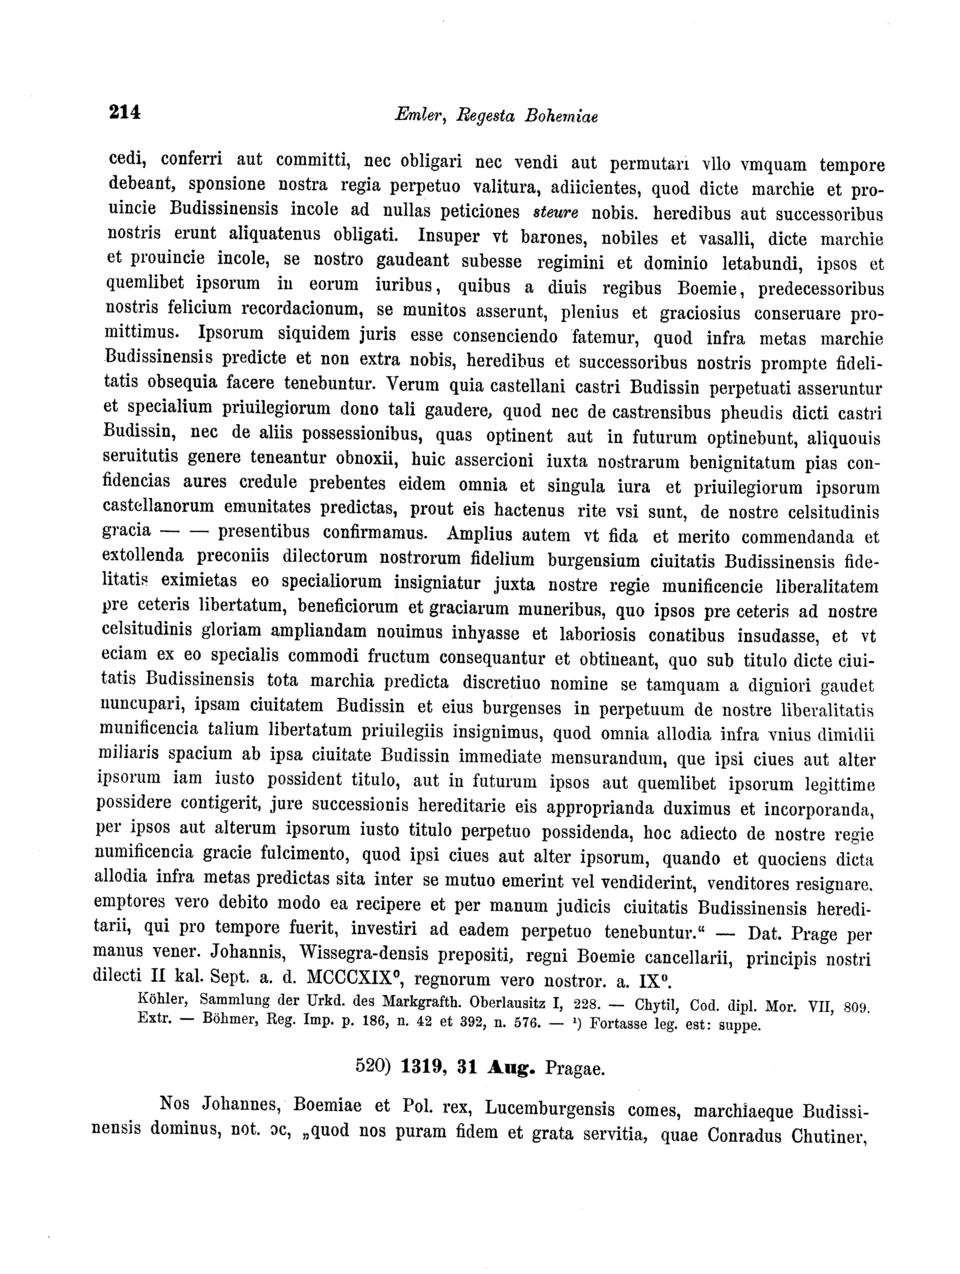 214 Emler, Regesta Bohemiae
cedi, conferri aut committi, nec obligari nec vendi aut permutari vllo vmquam tempore
debeant, sponsione nostra regia perpetuo valitura, adiicientes, quod dicte marchie et pro-
uincie Budissinensis incole ad nullas peticiones steure nobis. heredibus aut successoribus
nostris erunt aliquatenus obligati. Insuper vt barones, nobiles et vasalli, dicte marchie
et prouincie incole, se nostro gaudeant subesse regimini et dominio letabundi, ipsos et
quemlibet ipsorum in eorum iuribus, quibus a diuis regibus Boemie, predecessoribus
nostris felicium recordacionum, se munitos asserunt, plenius et graciosius conseruare pro-
mittimus. Ipsorum siquidem juris esse consenciendo fatemur, quod infra metas marchie
Budissinensis predicte et non extra nobis, heredibus et successoribus nostris prompte fideli-
tatis obsequia facere tenebuntur. Verum quia castellani castri Budissin perpetuati asseruntur
et specialium priuilegiorum dono tali gaudere, quod nec de castrensibus pheudis dicti castri
Budissin, nec de aliis possessionibus, quas optinent aut in futurum optinebunt, aliquouis
seruitutis genere teneantur obnoxii, huic assercioni iuxta nostrarum benignitatum pias con-
fidencias aures credule prebentes eidem omnia et singula iura et priuilegiorum ipsorum
castellanorum emunitates predictas, prout eis hactenus rite vsi sunt, de nostre celsitudinis
gracia — — presentibus confirmamus. Amplius autem vt fida et merito commendanda et
extollenda preconiis dilectorum nostrorum fidelium burgensium ciuitatis Budissinensis fide-
litatis eximietas eo specialiorum insigniatur juxta nostre regie munificencie liberalitatem
pre ceteris libertatum, beneficiorum et graciarum muneribus, quo ipsos pre ceteris ad nostre
celsitudinis gloriam ampliandam nouimus inhyasse et laboriosis conatibus insudasse, et vt
eciam ex eo specialis commodi fructum consequantur et obtineant, quo sub titulo dicte ciui-
tatis Budissinensis tota marchia predicta discretiuo nomine se tamquam a digniori gaudet
nuncupari, ipsam ciuitatem Budissin et eius burgenses in perpetuum de nostre liberalitatis
munificencia talium libertatum priuilegiis insignimus, quod omnia allodia infra vnius dimidii
miliaris spacium ab ipsa ciuitate Budissin immediate mensurandum, que ipsi ciues aut alter
ipsorum iam iusto possident titulo, aut in futurum ipsos aut quemlibet ipsorum legittime
possidere contigerit, jure successionis hereditarie eis approprianda duximus et incorporanda,
per ipsos aut alterum ipsorum iusto titulo perpetuo possidenda, hoc adiecto de nostre regie
numificencia gracie fulcimento, quod ipsi ciues aut alter ipsorum, quando et quociens dicta
allodia infra metas predictas sita inter se mutuo emerint vel vendiderint, venditores resignare.
emptores vero debito modo ea recipere et per manum judicis ciuitatis Budissinensis heredi-
tarii, qui pro tempore fuerit, investiri ad eadem perpetuo tenebuntur.“ — Dat. Prage per
manus vener. Johannis, Wissegra-densis prepositi, regni Boemie cancellarii, principis nostri
dilecti II kal. Sept. a. d. MCCCXIX⁰, regnorum vero nostror. a. IX⁰.
Köhler, Sammlung der Urkd. des Markgrafth. Oberlausitz I, 228. — Chytil, Cod. dipl. Mor. VII, 809.
Extr. — Böhmer, Reg. Imp. p. 186, n. 42 et 392, n. 576. — ¹) Fortasse leg. est: suppe.
520) 1319, 31 Aug. Pragae.
Nos Johannes, Boemiae et Pol. rex, Lucemburgensis comes, marchiaeque Budissi-
nensis dominus, not. ɔc, „quod nos puram fidem et grata servitia, quae Conradus Chutiner,